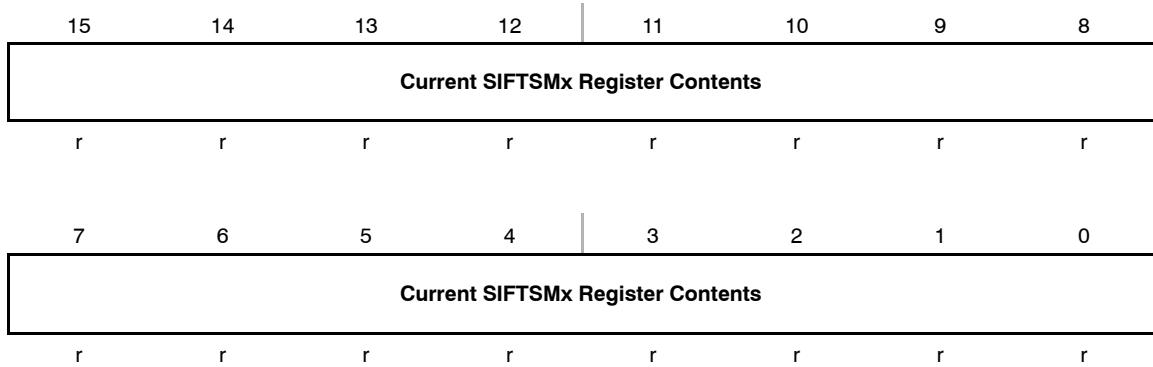 15 14 13 12 11 10 9 8
Current SIFTSMx Register Contents
r r r r r r r r
7 6 5 4 3 2 1 0
Current SIFTSMx Register Contents
r r r r r r r r